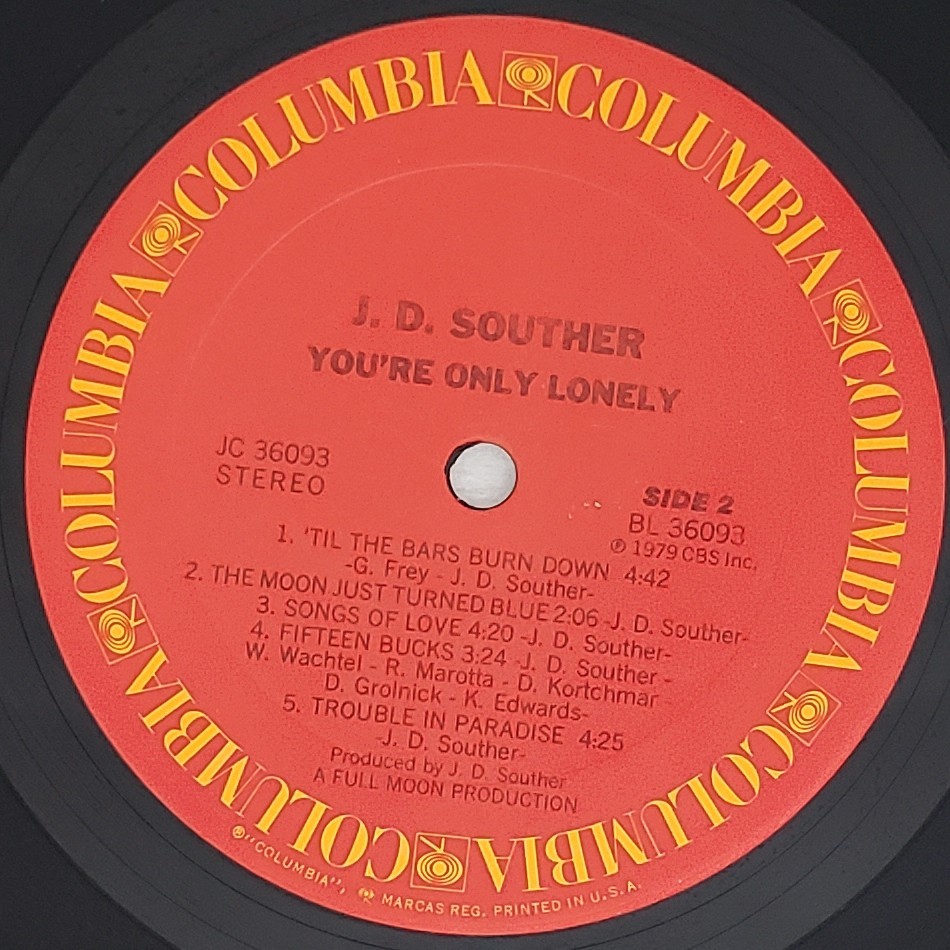 COLUMBIA COLUMBIA COLUMBIA COLUMBIA COLUMBIA COLUMBIA
J. D. SOUTHER
YOU'RE ONLY LONELY
JC 36093
STEREO
SIDE 2
BL 36093
℗ 1979 CBS Inc.
1. 'TIL THE BARS BURN DOWN 4:42
-G. Frey - J. D. Souther-
2. THE MOON JUST TURNED BLUE 2:06 -J. D. Souther-
3. SONGS OF LOVE 4:20 -J. D. Souther-
4. FIFTEEN BUCKS 3:24 -J. D. Souther -
W. Wachtel - R. Marotta - D. Kortchmar -
D. Grolnick - K. Edwards-
5. TROUBLE IN PARADISE 4:25
-J. D. Souther-
Produced by J. D. Souther
A FULL MOON PRODUCTION
®"COLUMBIA", MARCAS REG. PRINTED IN U.S.A.